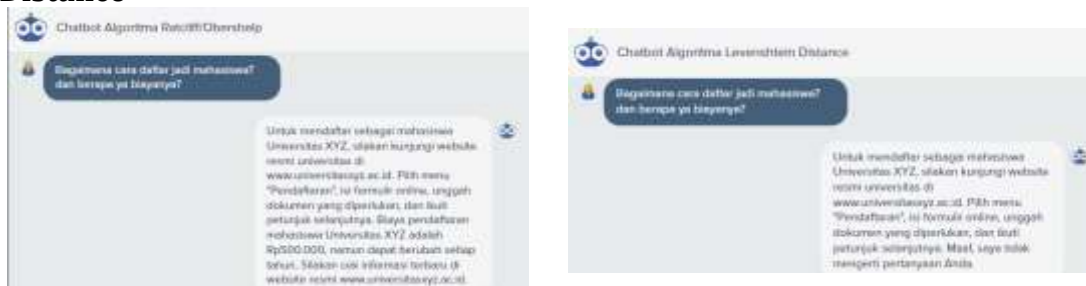 Distance
Chatbot Algoritma Ratcliff/Obershelp
Bagaimana cara daftar jadi mahasiswa?
dan berapa ya biayanya?
Untuk mendaftar sebagai mahasiswa
Universitas XYZ, silakan kunjungi website
resmi universitas di
www.universitasxyz.ac.id. Pilih menu
"Pendaftaran", isi formulir online, unggah
dokumen yang diperlukan, dan ikuti
petunjuk selanjutnya. Biaya pendaftaran
mahasiswa Universitas XYZ adalah
Rp500.000, namun dapat berubah setiap
tahun. Silakan cek informasi terbaru di
website resmi www.universitasxyz.ac.id.
Chatbot Algoritma Levenshtein Distance
Bagaimana cara daftar jadi mahasiswa?
dan berapa ya biayanya?
Untuk mendaftar sebagai mahasiswa
Universitas XYZ, silakan kunjungi website
resmi universitas di
www.universitasxyz.ac.id. Pilih menu
"Pendaftaran", isi formulir online, unggah
dokumen yang diperlukan, dan ikuti
petunjuk selanjutnya. Maaf, saya tidak
mengerti pertanyaan Anda